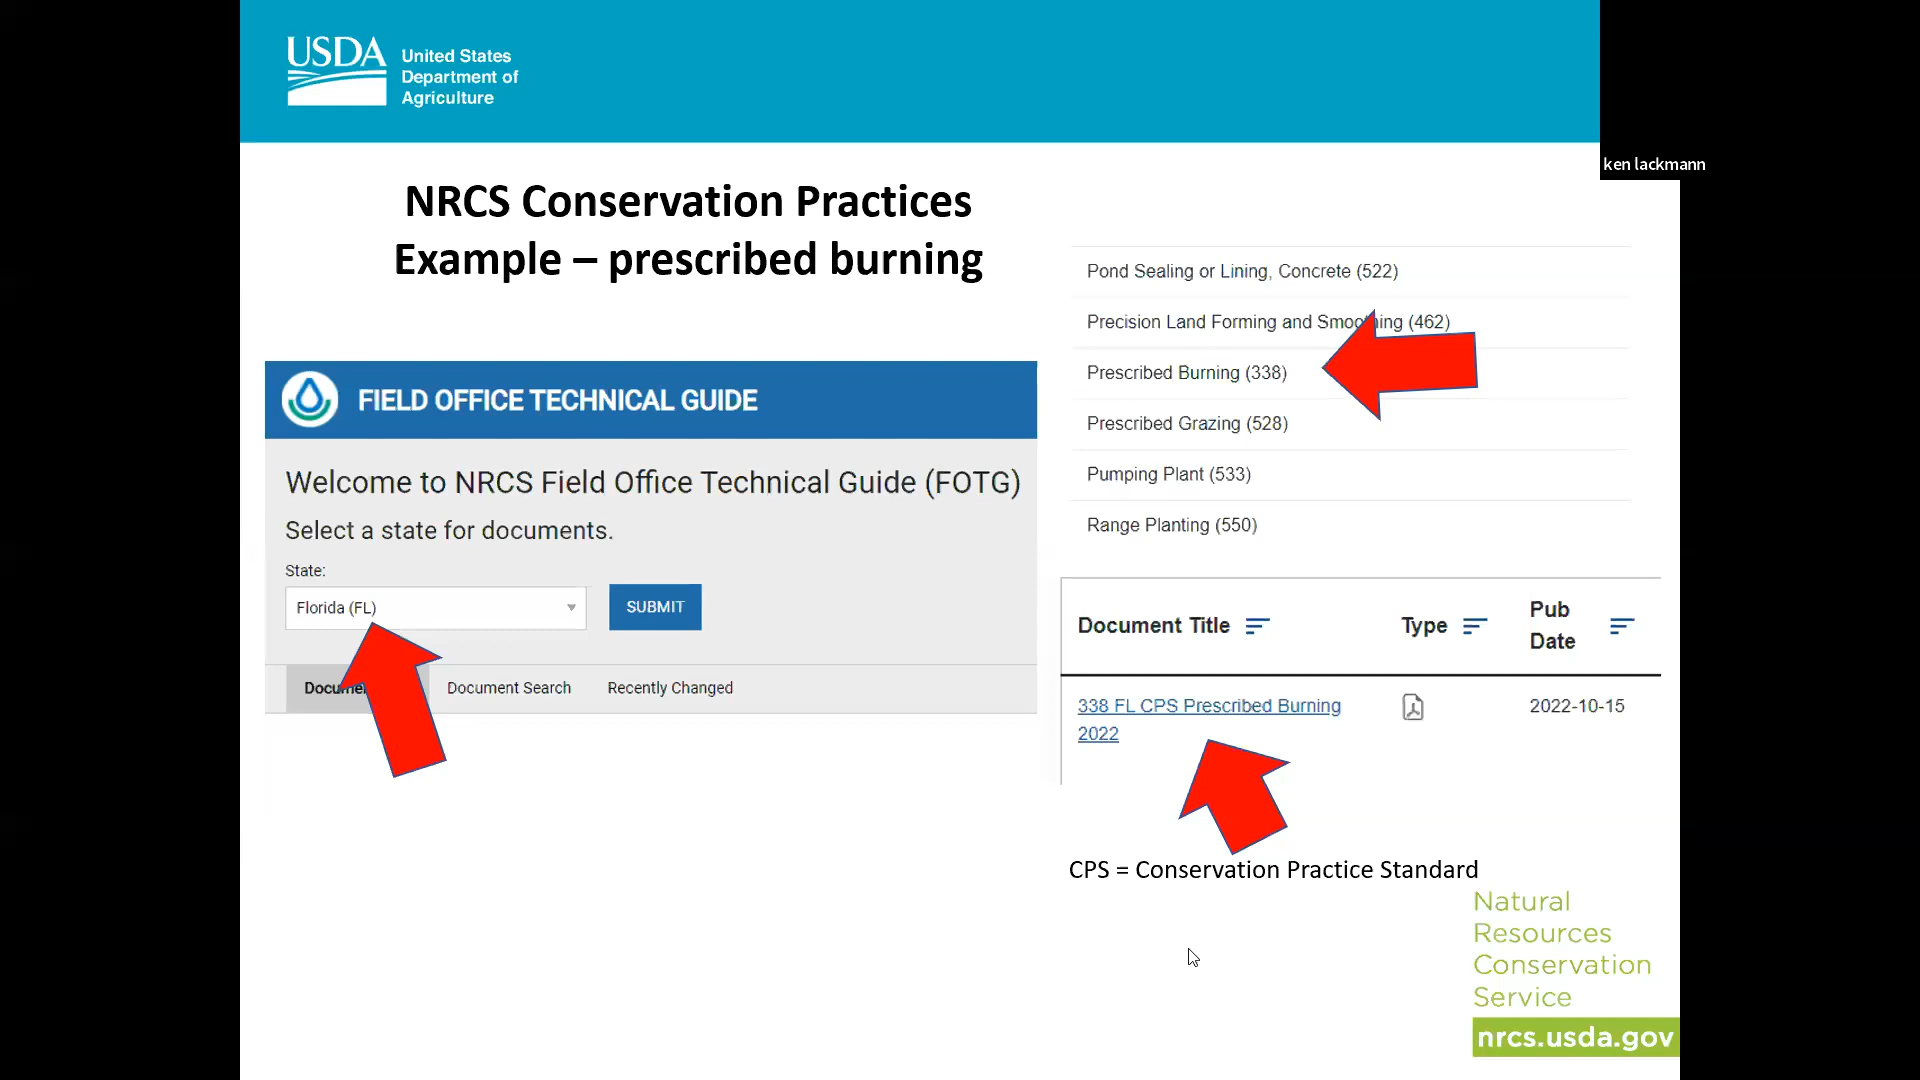 USDA
United States
Department of
Agriculture
ken lackmann
NRCS Conservation Practices
Example – prescribed burning
FIELD OFFICE TECHNICAL GUIDE
Welcome to NRCS Field Office Technical Guide (FOTG)
Select a state for documents.
State:
Florida (FL)
SUBMIT
Document Search
Recently Changed
Pond Sealing or Lining, Concrete (522)
Precision Land Forming and Smoothing (462)
Prescribed Burning (338)
Prescribed Grazing (528)
Pumping Plant (533)
Range Planting (550)
Document Title
Type
Pub
Date
338 FL CPS Prescribed Burning
2022
2022-10-15
CPS = Conservation Practice Standard
Natural
Resources
Conservation
Service
nrcs.usda.gov